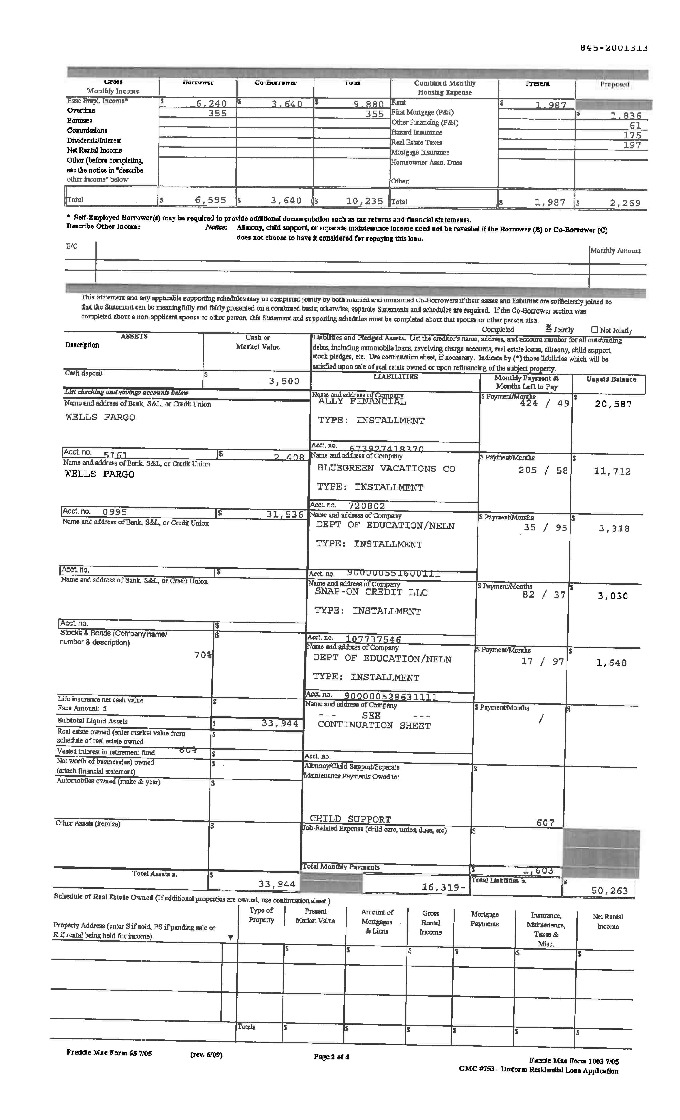 845-2001313
Gross Monthly Income Borrower Co-Borrower Total Combined Monthly Housing Expense Present Proposed
Base Empl. Income* $ 6,240 $ 3,640 $ 9,880 Rent $ 1,987
Overtime 355 355 First Mortgage (P&I) $ 1,836
Bonuses Other Financing (P&I) 61
Commissions Hazard Insurance 175
Dividends/Interest Real Estate Taxes 197
Net Rental Income Mortgage Insurance
Other (before completing, see the notice in "describe other income" below Homeowner Assn. Dues
Other:
Total $ 6,595 $ 3,640 $ 10,235 Total $ 1,987 $ 2,269
* Self-Employed Borrower(s) may be required to provide additional documentation such as tax returns and financial statements.
Describe Other Income Notice: Alimony, child support, or separate maintenance income need not be revealed if the Borrower (B) or Co-Borrower (C)
does not choose to have it considered for repaying this loan.
B/C Monthly Amount
This statement and any applicable supporting schedules may be completed jointly by both married and unmarried Co-Borrowers if their assets and liabilities are sufficiently joined so
that the Statement can be meaningfully and fairly presented on a combined basis; otherwise, separate Statements and schedules are required. If the Co-Borrower section was
completed about a non applicant spouse or other person, this Statement and supporting schedules must be completed about that spouse or other person also.
Completed X Jointly Not Jointly
ASSETS Cash or Market Value
Description
Liabilities and Pledged Assets. List the creditor's name, address, and account number for all outstanding
debts, including automobile loans, revolving charge accounts, real estate loans, alimony, child support,
stock pledges, etc. Use continuation sheet, if necessary. Indicate by (*) those liabilities which will be
satisfied upon sale of real estate owned or upon refinancing of the subject property.
Cash deposit $ 3,500
LIABILITIES Monthly Payment & Months Left to Pay Unpaid Balance
List checking and savings accounts below
Name and address of Bank, S&L, or Credit Union
WELLS FARGO
Name and address of Company $ Payment/Months $
ALLY FINANCIAL 424 / 49 20,587
TYPE: INSTALLMENT
Acct. no. 5161 $ 2,408
Acct. no. 673927418370
Name and address of Bank, S&L, or Credit Union
WELLS FARGO
Name and address of Company $ Payment/Months $
BLUEGREEN VACATIONS CO 205 / 58 11,712
TYPE: INSTALLMENT
Acct. no. 720802
Acct. no. 0995 $ 31,536
Name and address of Bank, S&L, or Credit Union
Name and address of Company $ Payment/Months $
DEPT OF EDUCATION/NELN 35 / 95 3,318
TYPE: INSTALLMENT
Acct. no. $
Acct. no.
Name and address of Bank, S&L, or Credit Union
Name and address of Company $ Payment/Months $
SNAP-ON CREDIT LLC 82 / 37 3,030
TYPE: INSTALLMENT
Acct. no. $
Acct. no. 107737546
Stocks & Bonds (Company name/ number & description) $
70%
Name and address of Company $ Payment/Months $
DEPT OF EDUCATION/NELN 17 / 97 1,640
TYPE: INSTALLMENT
Acct. no. 900000528631111
Life insurance net cash value $
Face Amount: $
Name and address of Company $ Payment/Months $
--- SEE --- /
CONTINUATION SHEET
Subtotal Liquid Assets $ 33,944
Real estate owned (enter market value from schedule of real estate owned $
Vested interest in retirement fund 60% $
Acct. no.
Net worth of business(es) owned (attach financial statement) $
Alimony/Child Support/Separate Maintenance Payments Owed to: $
Automobiles owned (make & year) $
CHILD SUPPORT 607
Other Assets (itemize) $
Job-Related Expense (child care, union dues, etc) $
Total Monthly Payments $
Total Assets a. $ 33,944 16,319- Total Liabilities b. $ 50,263
Schedule of Real Estate Owned (If additional properties are owned, use continuation sheet.)
Property Address (enter S if sold, PS if pending sale or R if rental being held for income) Type of Property Present Market Value Amount of Mortgages & Liens Gross Rental Income Mortgage Payments Insurance, Maintenance, Taxes & Misc. Net Rental Income
$ $ $ $ $ $
Totals $ $ $ $ $ $
Freddie Mac Form 65 7/05 (rev. 6/09) Page 2 of 4 Fannie Mae Form 1003 7/05
GMC #753 - Uniform Residential Loan Application